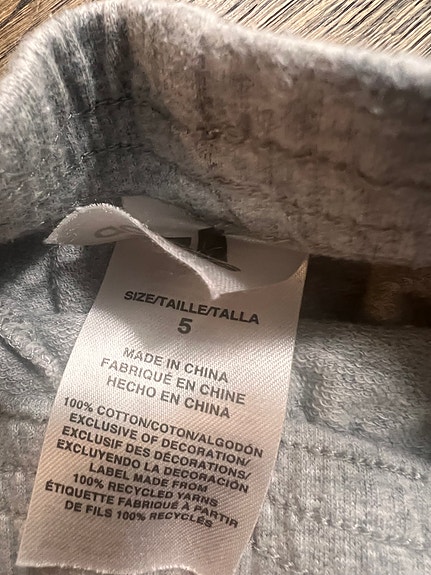 SIZE/TAILLE/TALLA
5
MADE IN CHINA
FABRIQUÉ EN CHINE
HECHO EN CHINA
100% COTTON/COTON/ALGODÓN
EXCLUSIVE OF DECORATION/
EXCLUSIF DES DÉCORATIONS/
EXCLUYENDO LA DECORACIÓN
LABEL MADE FROM
100% RECYCLED YARNS
ÉTIQUETTE FABRIQUÉ À PARTIR
DE FILS 100% RECYCLÉS